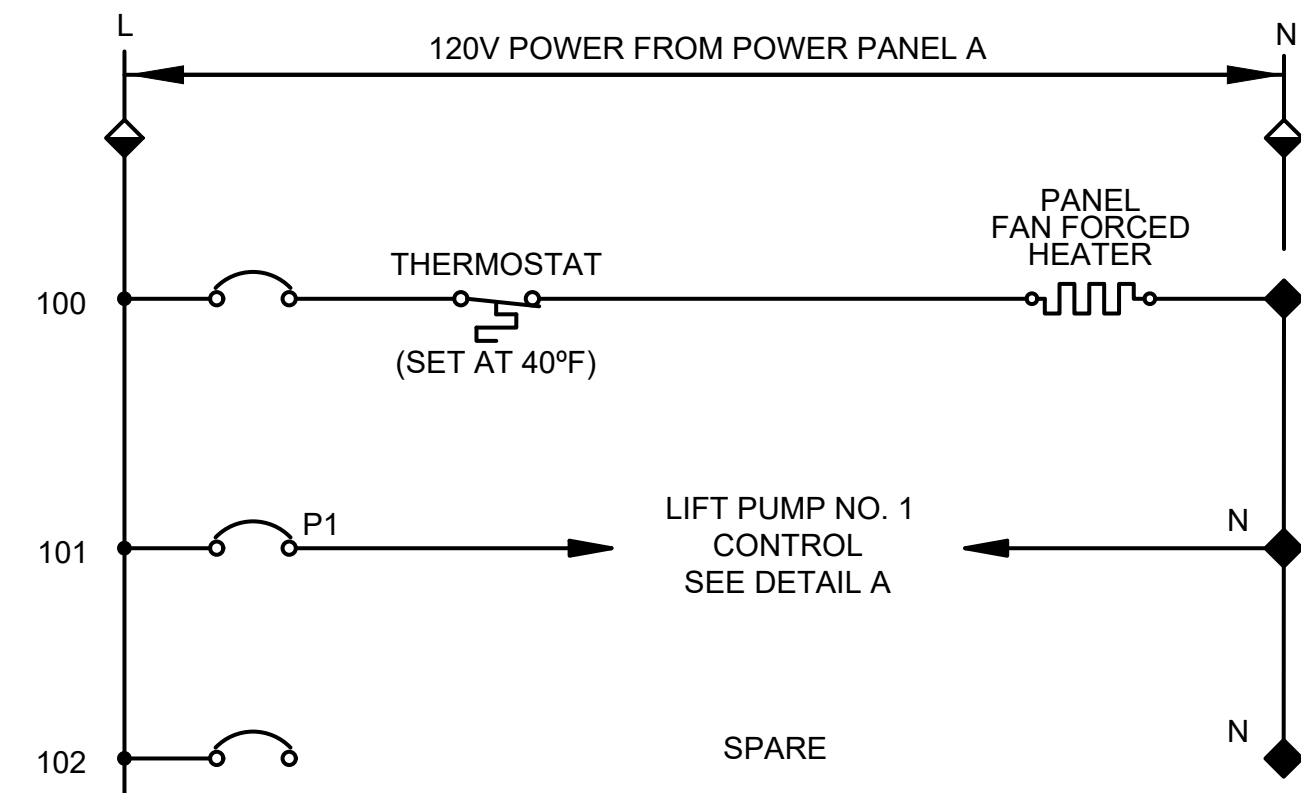 L
N
120V POWER FROM POWER PANEL A
PANEL
FAN FORCED
HEATER
THERMOSTAT
100
(SET AT 40ºF)
P1
LIFT PUMP NO. 1
N
101
CONTROL
SEE DETAIL A
N
102
SPARE